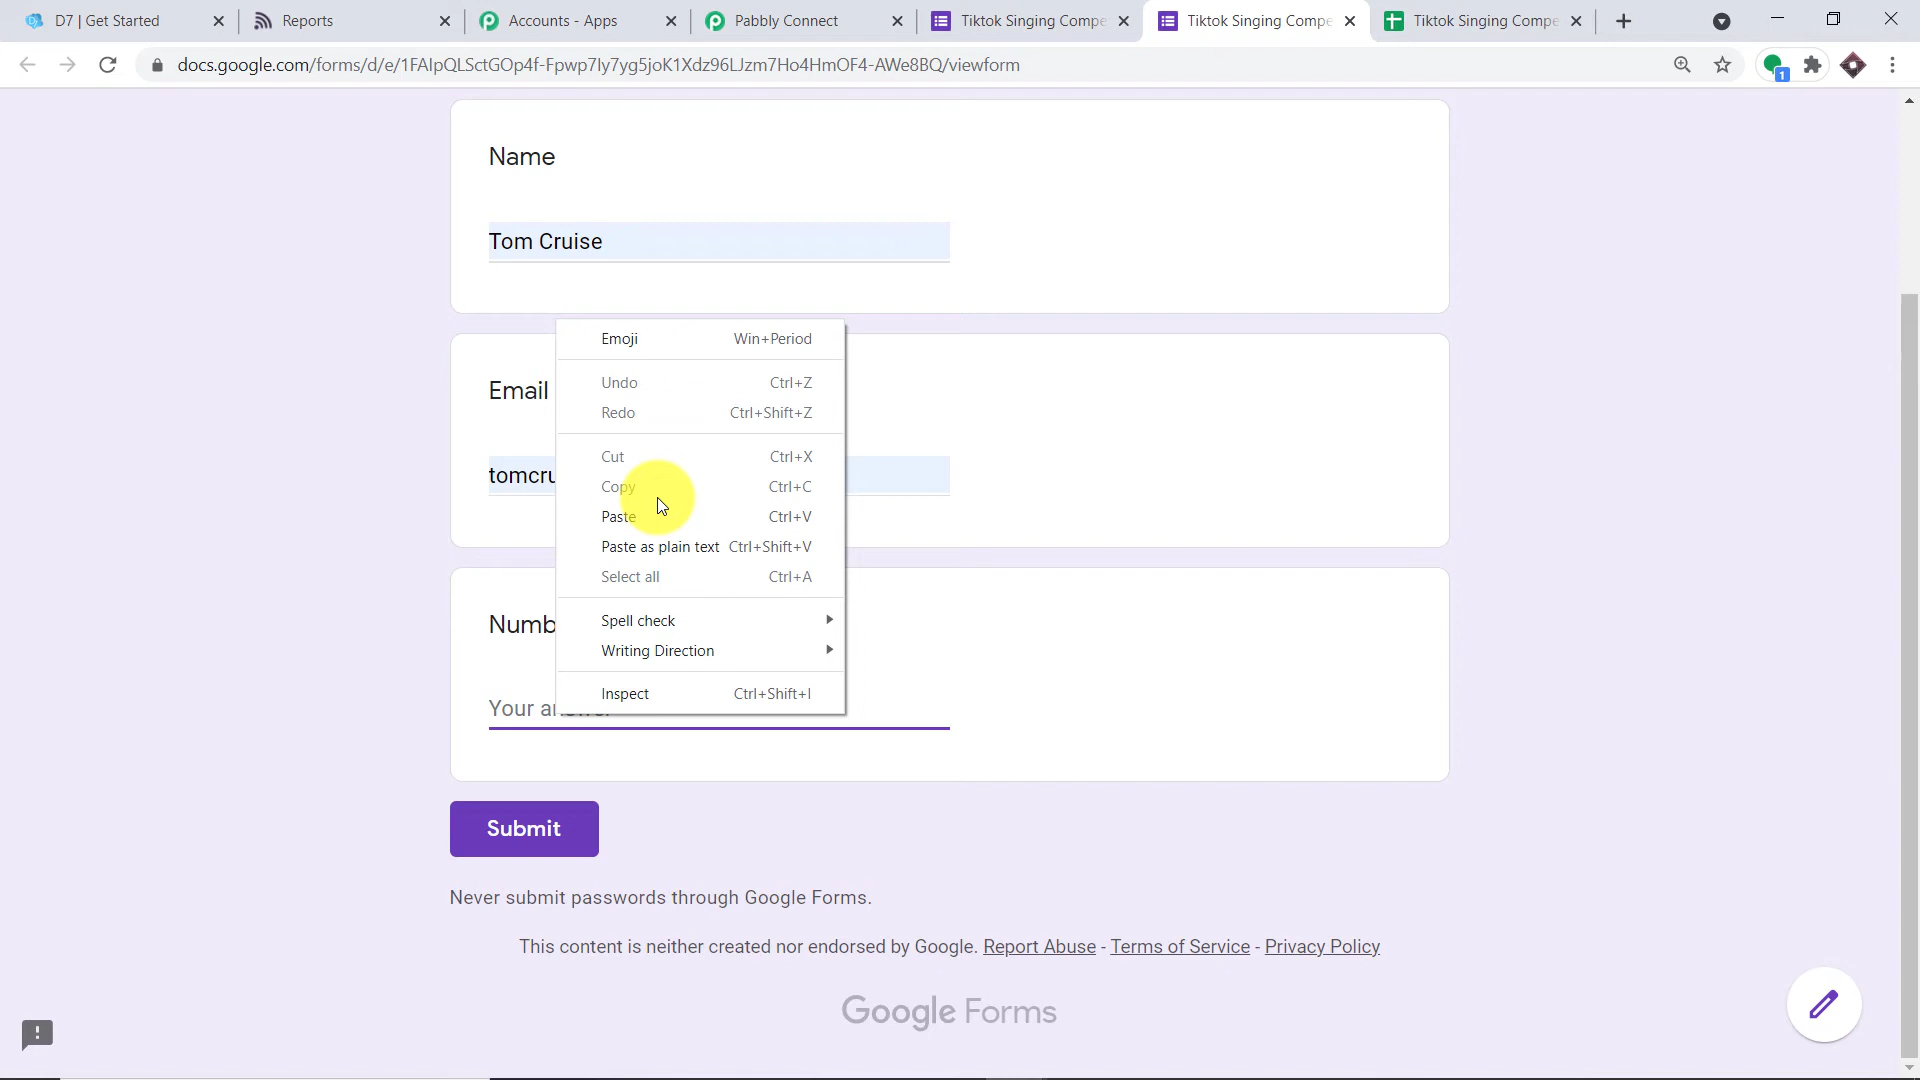 D7 | Get Started
Reports
Accounts - Apps
Pabbly Connect
Tiktok Singing Compe
Tiktok Singing Compe
Tiktok Singing Compe
docs.google.com/forms/d/e/1FAIpQLSctGOp4f-Fpwp7Iy7yg5joK1Xdz96LJzm7Ho4HmOF4-AWe8BQ/viewform
1
Name
Tom Cruise
Emoji Win+Period
Undo Ctrl+Z
Email
Redo Ctrl+Shift+Z
Cut Ctrl+X
tomcru
Copy Ctrl+C
Paste Ctrl+V
Paste as plain text Ctrl+Shift+V
Select all Ctrl+A
Spell check
Numb
Writing Direction
Inspect Ctrl+Shift+I
Your answer
Submit
Never submit passwords through Google Forms.
This content is neither created nor endorsed by Google. Report Abuse - Terms of Service - Privacy Policy
Google Forms